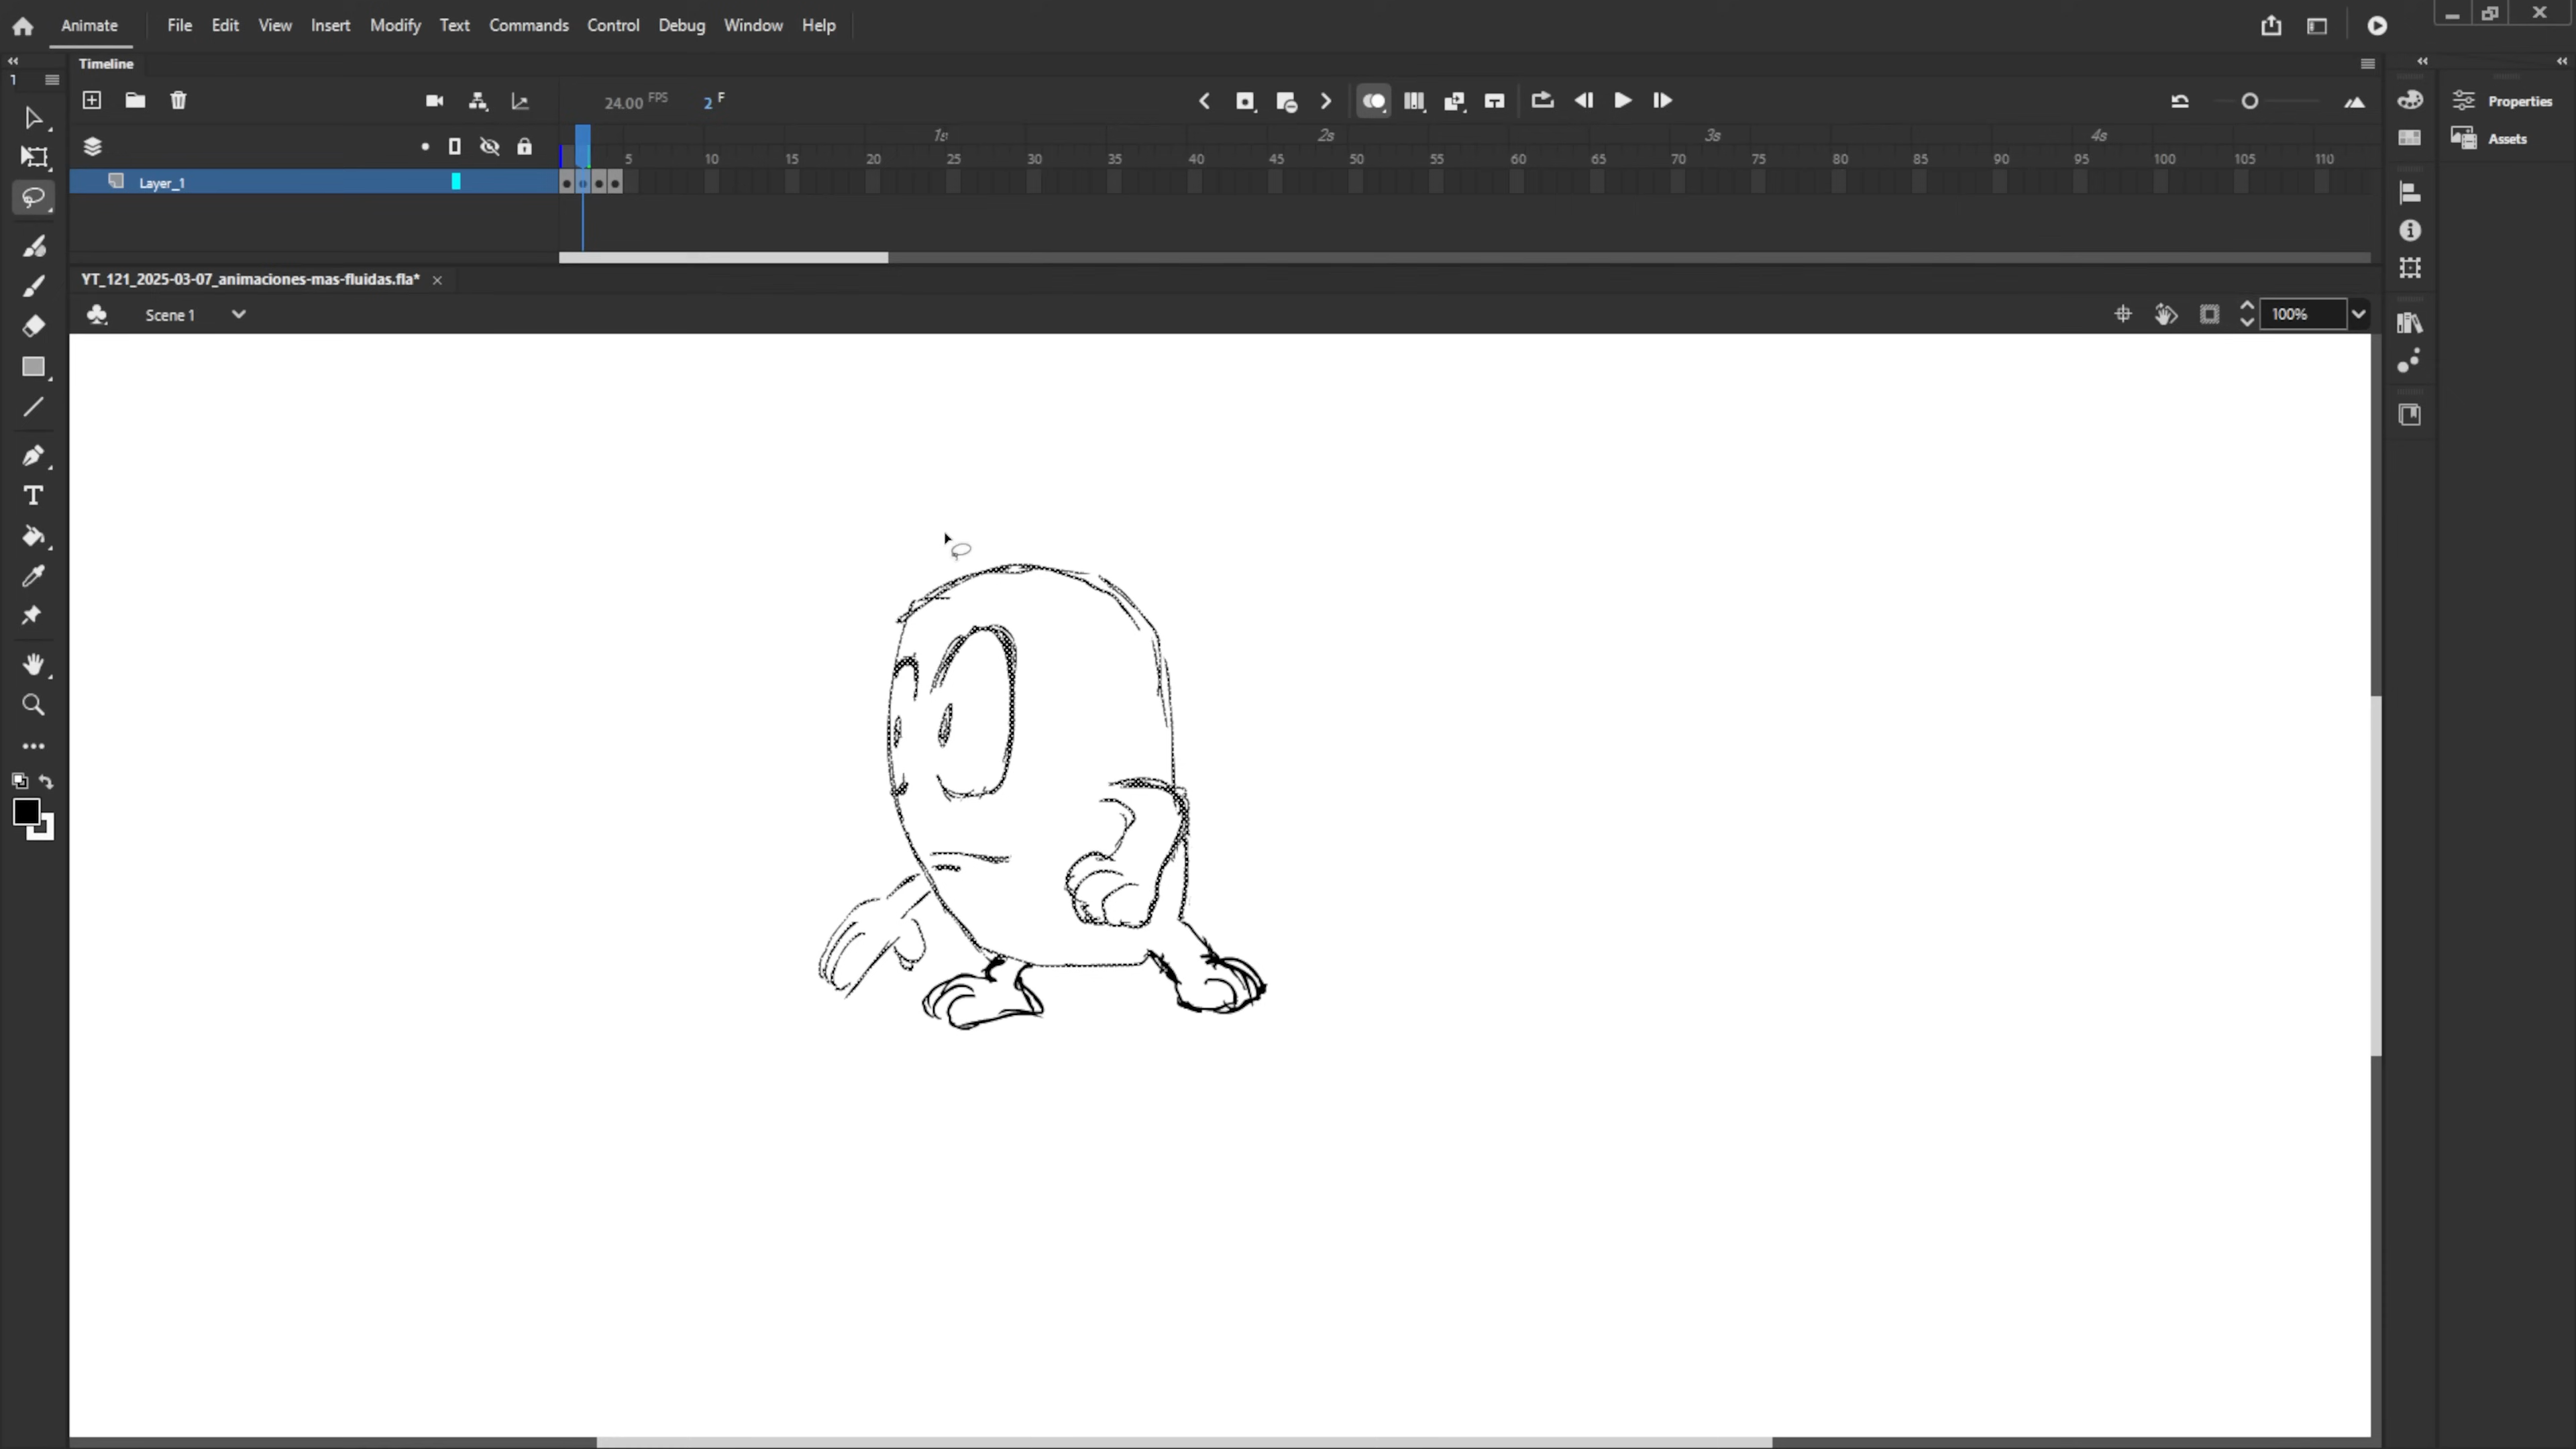 Animate File Edit View Insert Modify Text Commands Control Debug Window Help
1 Timeline
24.00 FPS 2 F
Properties
Assets
1s 2s 3s 4s
5 10 15 20 25 30 35 40 45 50 55 60 65 70 75 80 85 90 95 100 105 110
Layer_1
YT_121_2025-03-07_animaciones-mas-fluidas.fla*
Scene 1 100%
T